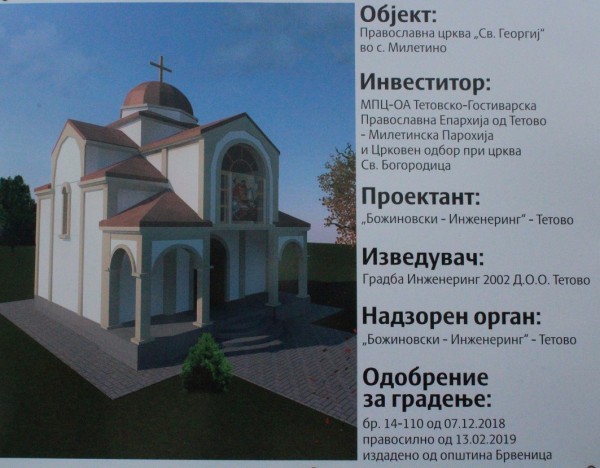 Објект:
Православна црква „Св. Георгиј"
во с. Милетино
Инвеститор:
МПЦ-ОА Тетовско-Гостиварска
Православна Епархија од Тетово
- Милетинска Парохија
и Црковен одбор при црква
Св. Богородица
Проектант:
„Божиновски - Инженеринг" - Тетово
Изведувач:
Градба Инженеринг 2002 Д.О.О. Тетово
Надзорен орган:
„Божиновски - Инженеринг" - Тетово
Одобрение
за градење:
бр. 14-110 од 07.12.2018
правосилно од 13.02.2019
издадено од општина Брвеница